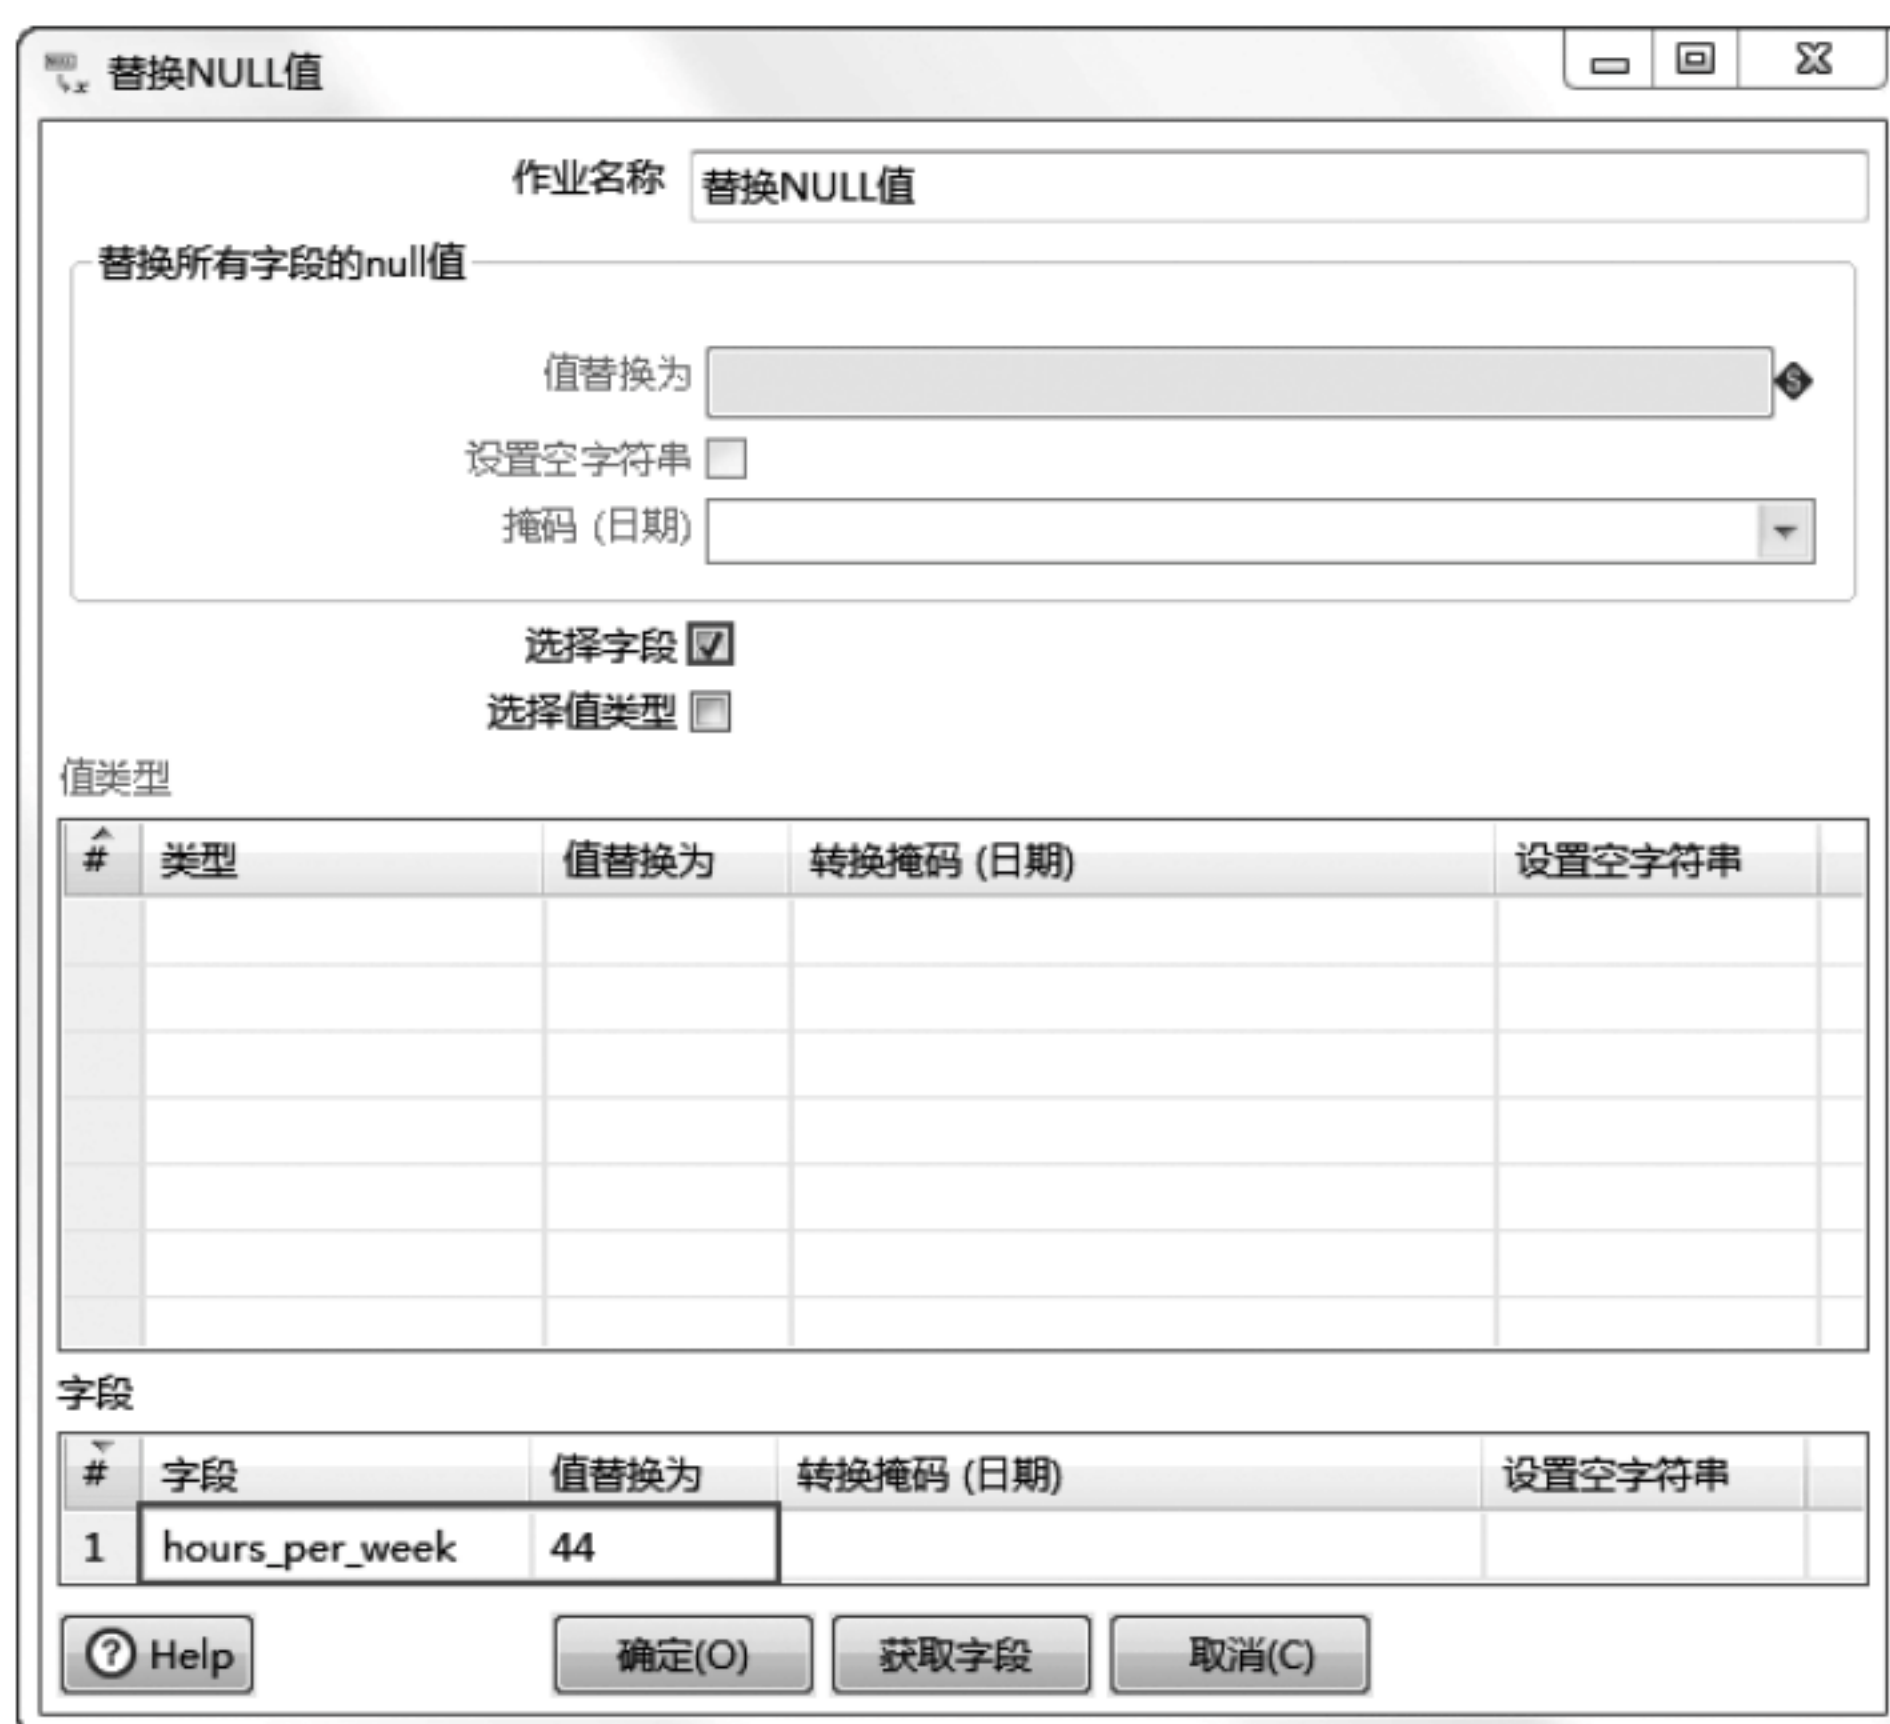 替换NULL值
作业名称 替换NULL值
替换所有字段的null值
值替换为
设置空字符串
掩码 (日期)
选择字段
选择值类型
值类型
# 类型 值替换为 转换掩码 (日期) 设置空字符串
字段
# 字段 值替换为 转换掩码 (日期) 设置空字符串
1 hours_per_week 44
Help 确定(O) 获取字段 取消(C)